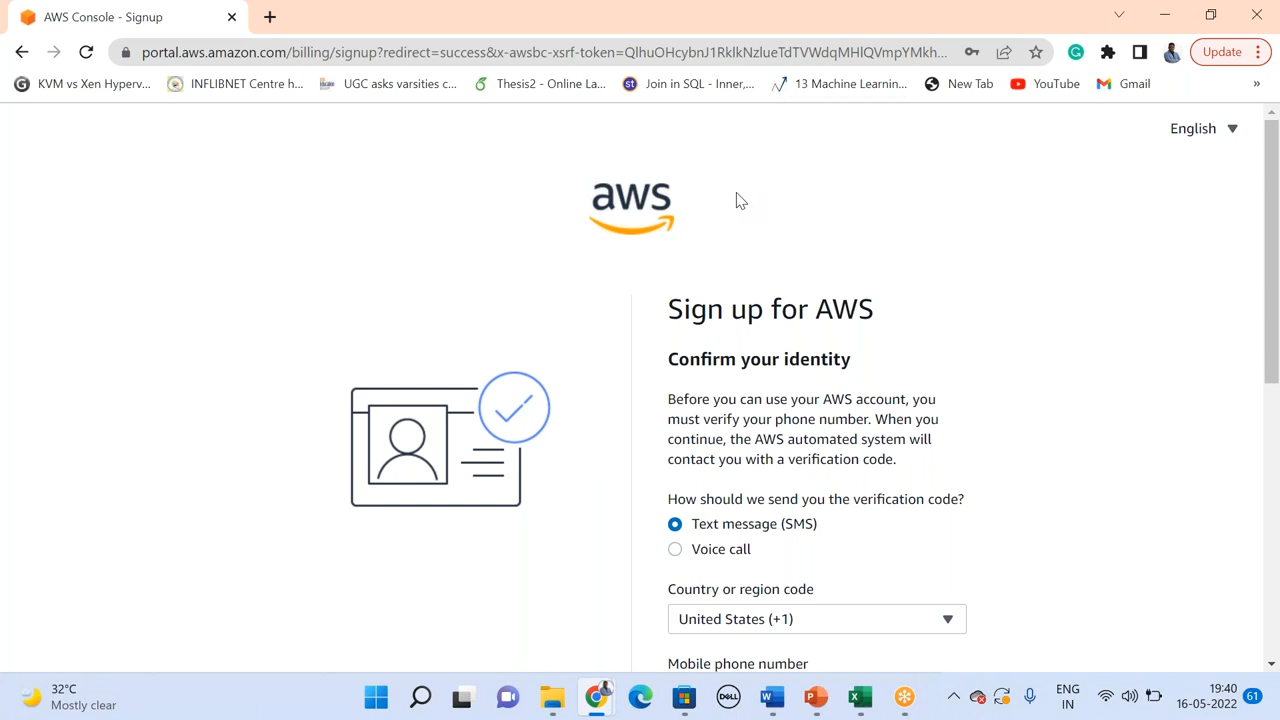 AWS Console - Signup
portal.aws.amazon.com/billing/signup?redirect=success&x-awsbc-xsrf-token=QlhuOHcybnJ1RklkNzlueTdTVWdqMHlQVmpYMkh...
Update
KVM vs Xen Hyperv...
INFLIBNET Centre h...
UGC asks varsities c...
Thesis2 - Online La...
st
Join in SQL - Inner,...
13 Machine Learnin...
New Tab
YouTube
Gmail
»
English
aws
Sign up for AWS
Confirm your identity
Before you can use your AWS account, you
must verify your phone number. When you
continue, the AWS automated system will
contact you with a verification code.
How should we send you the verification code?
Text message (SMS)
Voice call
Country or region code
United States (+1)
Mobile phone number
32°C
Mostly clear
DELL
ENG
IN
19:40
16-05-2022
61